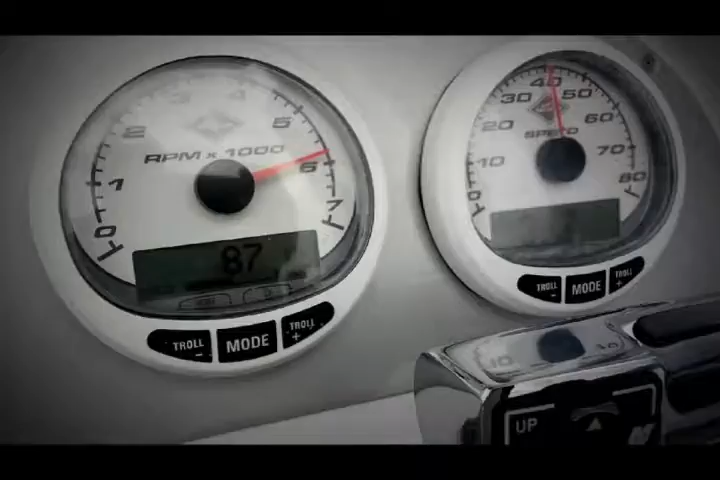 0 1 2 3 4 5 6 7
RPM x 1000
87
TROLL - MODE TROLL +
0 10 20 30 40 50 60 70 80
SPEED
TROLL - MODE TROLL +
UP